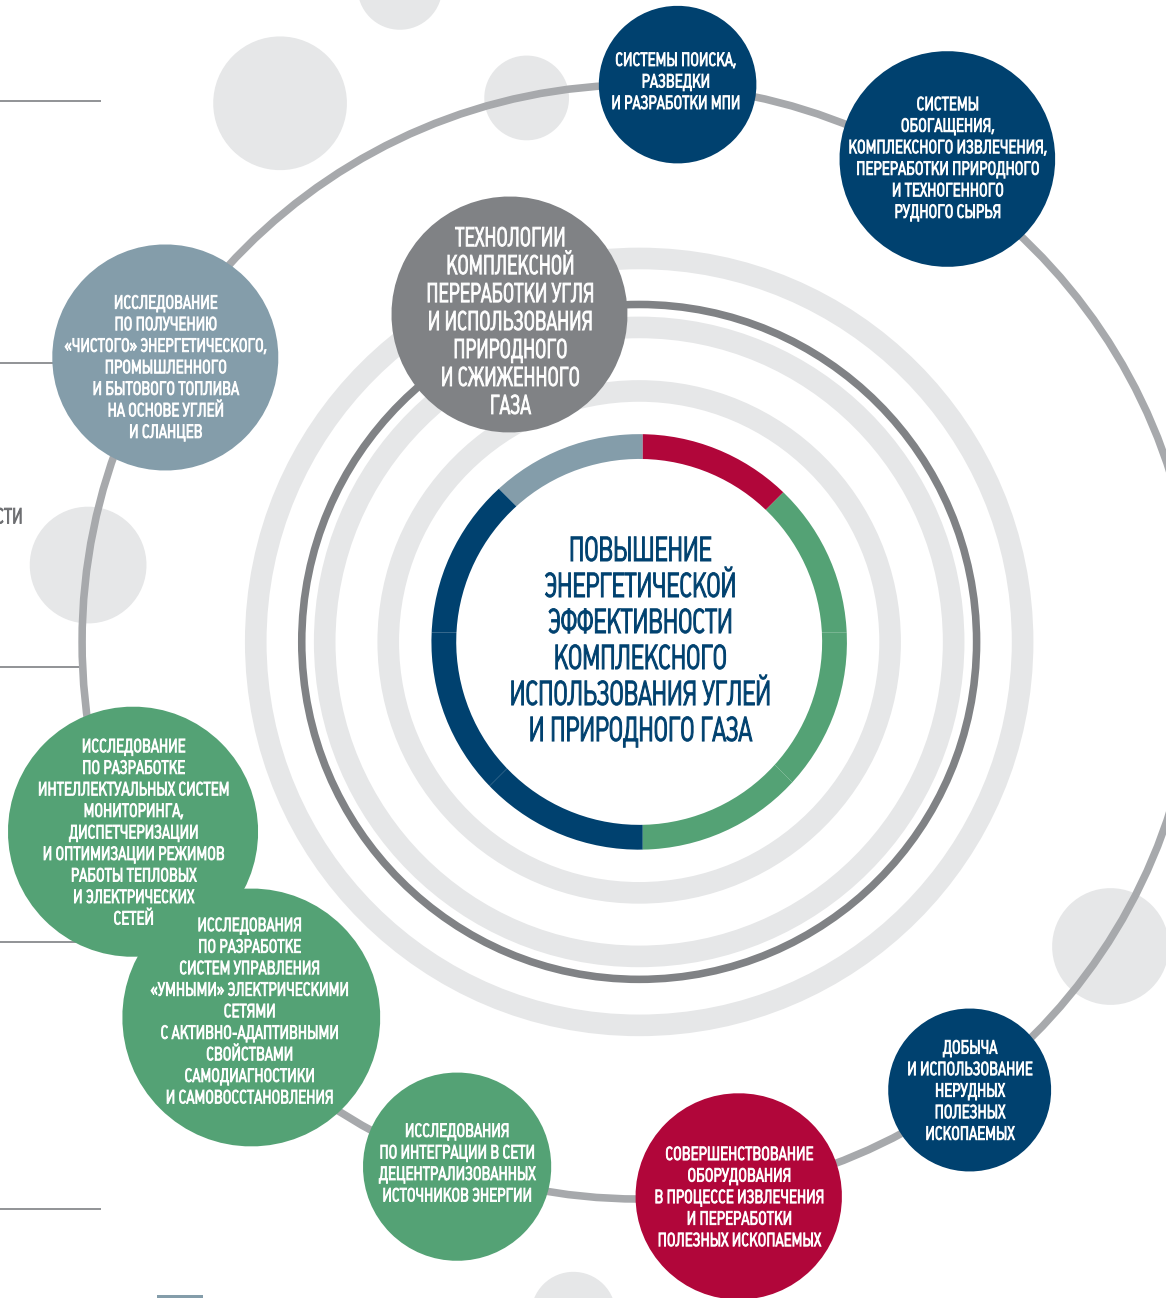 СИСТЕМЫ ПОИСКА,
РАЗВЕДКИ
И РАЗРАБОТКИ МПИ
СИСТЕМЫ
ОБОГАЩЕНИЯ,
КОМПЛЕКСНОГО ИЗВЛЕЧЕНИЯ,
ПЕРЕРАБОТКИ ПРИРОДНОГО
И ТЕХНОГЕННОГО
РУДНОГО СЫРЬЯ
ТЕХНОЛОГИИ
КОМПЛЕКСНОЙ
ПЕРЕРАБОТКИ УГЛЯ
И ИСПОЛЬЗОВАНИЯ
ПРИРОДНОГО
И СЖИЖЕННОГО
ГАЗА
ИССЛЕДОВАНИЕ
ПО ПОЛУЧЕНИЮ
«ЧИСТОГО» ЭНЕРГЕТИЧЕСКОГО,
ПРОМЫШЛЕННОГО
И БЫТОВОГО ТОПЛИВА
НА ОСНОВЕ УГЛЕЙ
И СЛАНЦЕВ
СТИ
ПОВЫШЕНИЕ
ЭНЕРГЕТИЧЕСКОЙ
ЭФФЕКТИВНОСТИ
КОМПЛЕКСНОГО
ИСПОЛЬЗОВАНИЯ УГЛЕЙ
И ПРИРОДНОГО ГАЗА
ИССЛЕДОВАНИЕ
ПО РАЗРАБОТКЕ
ИНТЕЛЛЕКТУАЛЬНЫХ СИСТЕМ
МОНИТОРИНГА,
ДИСПЕТЧЕРИЗАЦИИ
И ОПТИМИЗАЦИИ РЕЖИМОВ
РАБОТЫ ТЕПЛОВЫХ
И ЭЛЕКТРИЧЕСКИХ
СЕТЕЙ
ИССЛЕДОВАНИЯ
ПО РАЗРАБОТКЕ
СИСТЕМ УПРАВЛЕНИЯ
«УМНЫМИ» ЭЛЕКТРИЧЕСКИМИ
СЕТЯМИ
С АКТИВНО-АДАПТИВНЫМИ
СВОЙСТВАМИ
САМОДИАГНОСТИКИ
И САМОВОССТАНОВЛЕНИЯ
ИССЛЕДОВАНИЯ
ПО ИНТЕГРАЦИИ В СЕТИ
ДЕЦЕНТРАЛИЗОВАННЫХ
ИСТОЧНИКОВ ЭНЕРГИИ
СОВЕРШЕНСТВОВАНИЕ
ОБОРУДОВАНИЯ
В ПРОЦЕССЕ ИЗВЛЕЧЕНИЯ
И ПЕРЕРАБОТКИ
ПОЛЕЗНЫХ ИСКОПАЕМЫХ
ДОБЫЧА
И ИСПОЛЬЗОВАНИЕ
НЕРУДНЫХ
ПОЛЕЗНЫХ
ИСКОПАЕМЫХ